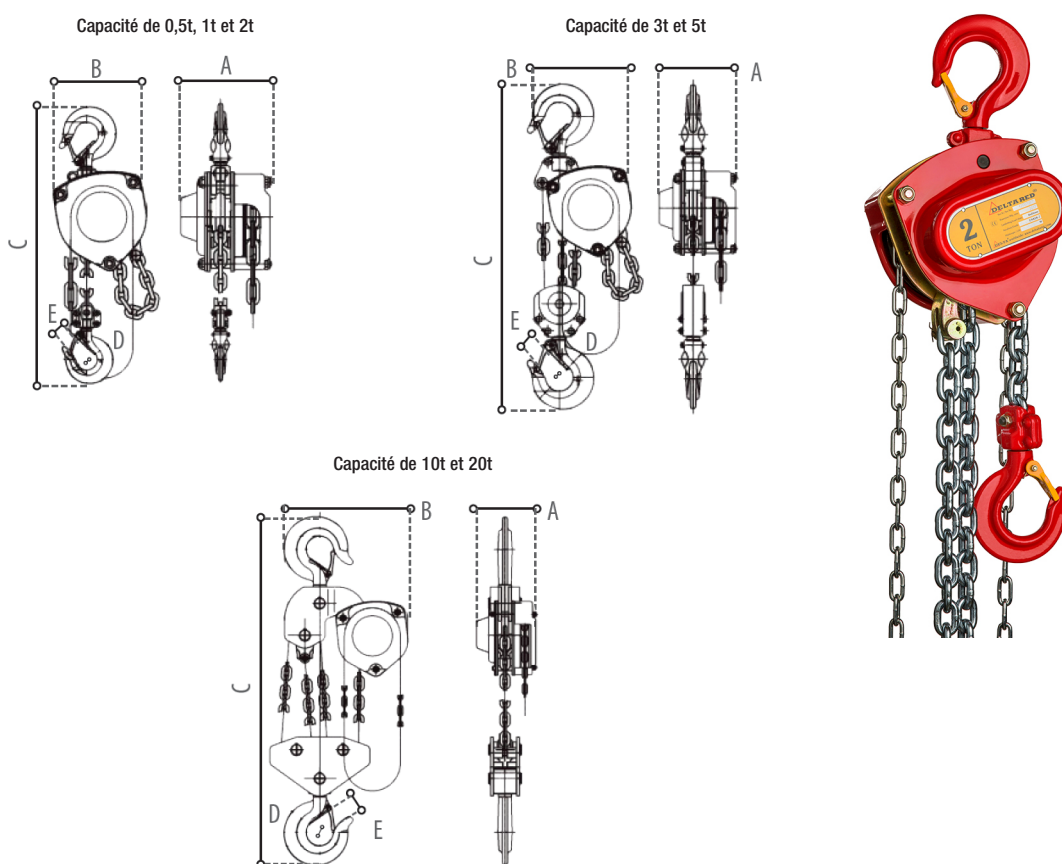 Capacité de 0,5t, 1t et 2t
B
A
C
E
D
Capacité de 3t et 5t
B
A
C
E
D
DELTARED
2
TON
Capacité de 10t et 20t
B
A
C
D
E